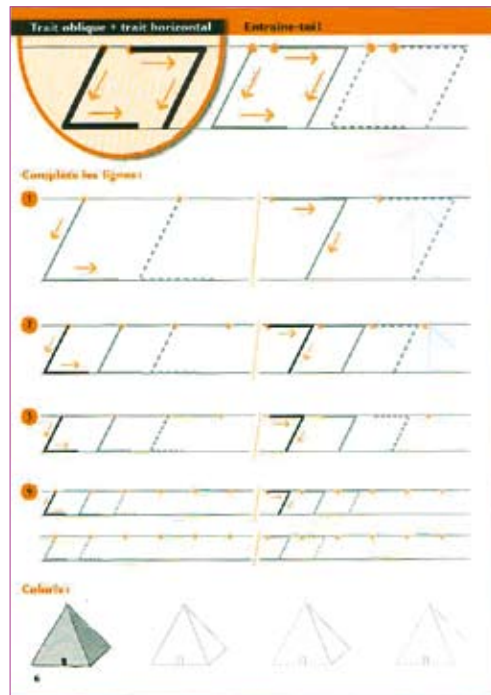 Trait oblique + trait horizontal
Entraîne-toi!
Complète les lignes :
1
2
3
4
Colorie :
6